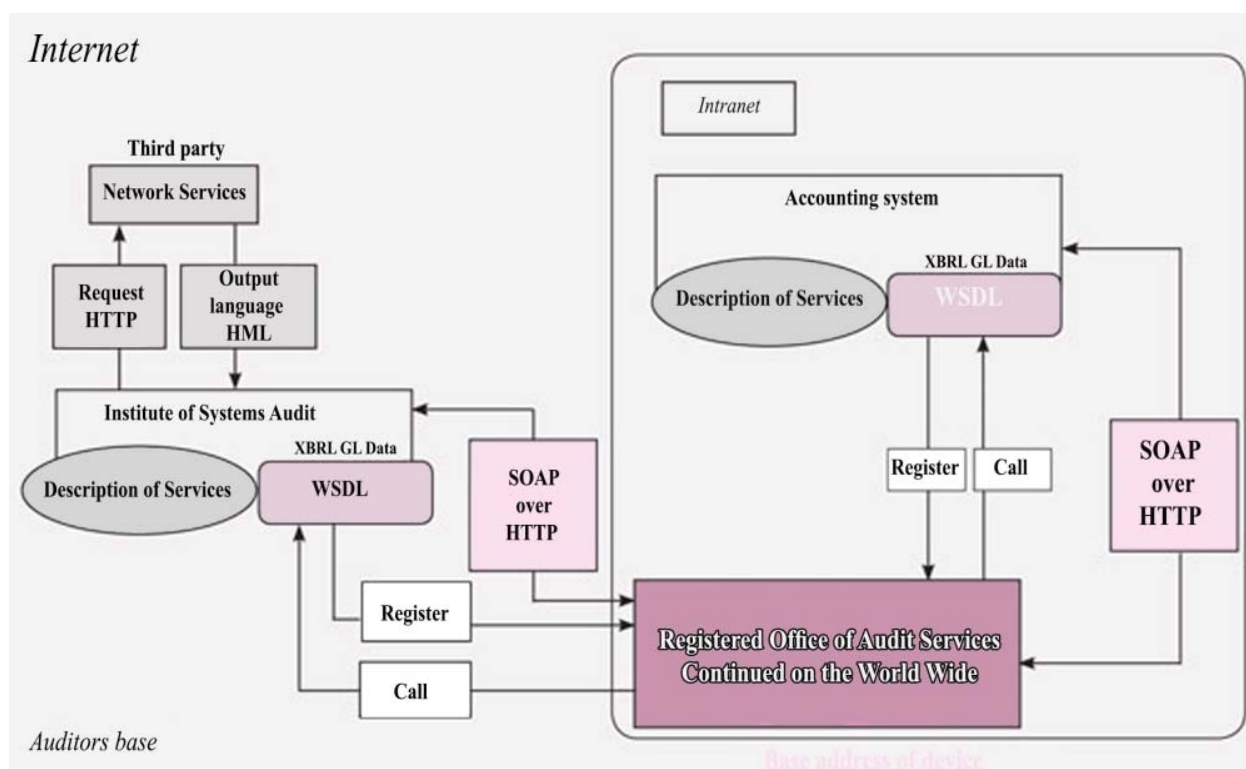 Internet
Intranet
Third party
Network Services
Request
HTTP
Output
language
HML
Institute of Systems Audit
XBRL GL Data
Description of Services
WSDL
SOAP
over
HTTP
Register
Call
Accounting system
XBRL GL Data
Description of Services
WSDL
Register
Call
SOAP
over
HTTP
Registered Office of Audit Services
Continued on the World Wide
Auditors base
Base address of device